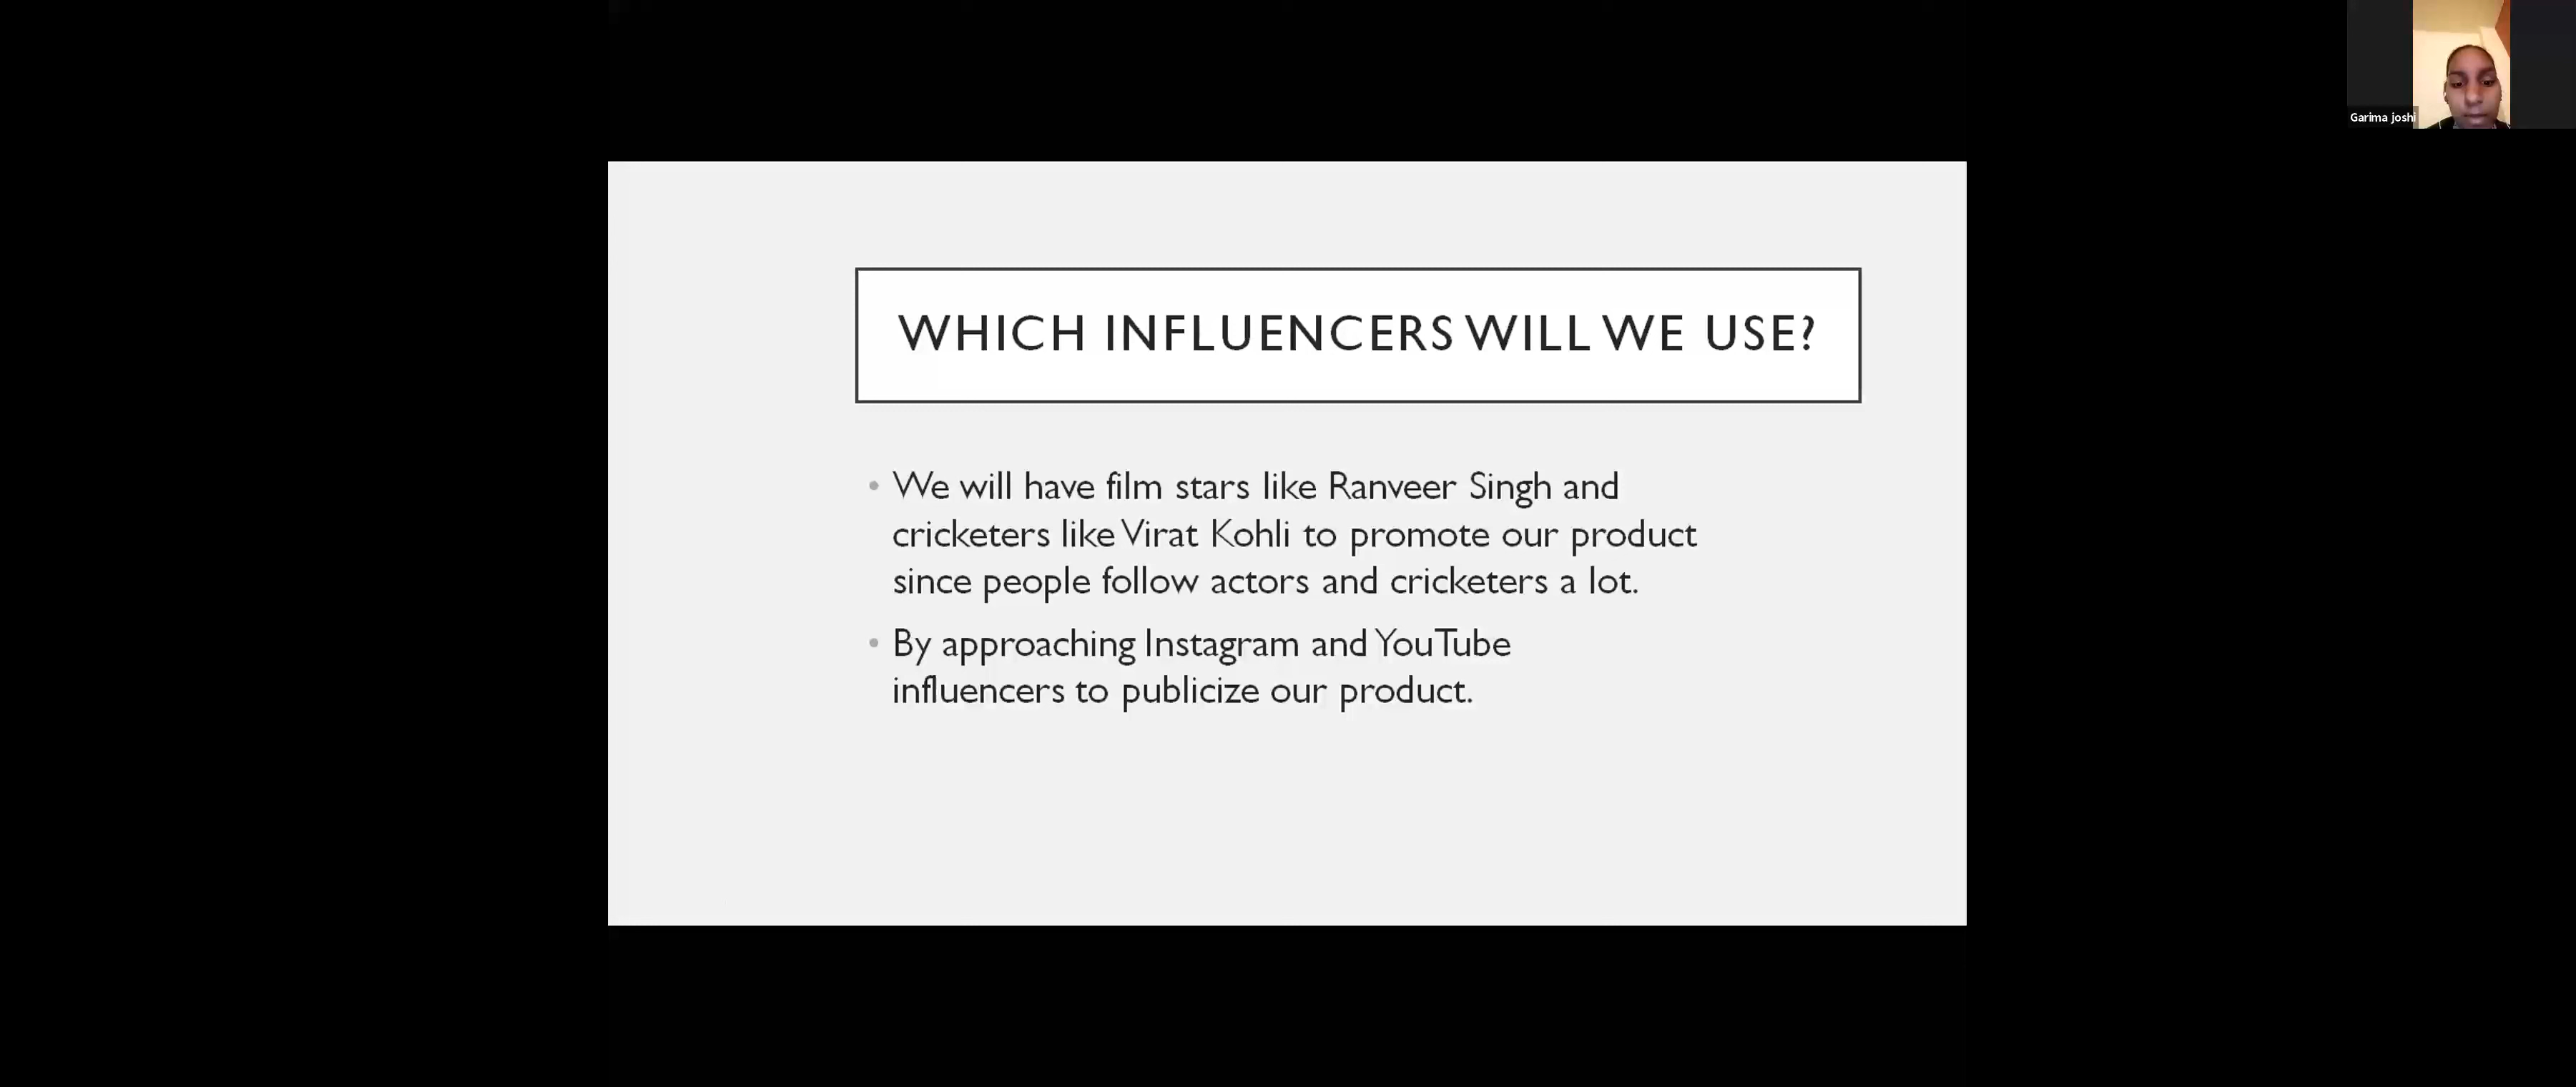 Garima joshi
WHICH INFLUENCERS WILL WE USE?
• We will have film stars like Ranveer Singh and
cricketers like Virat Kohli to promote our product
since people follow actors and cricketers a lot.
• By approaching Instagram and YouTube
influencers to publicize our product.